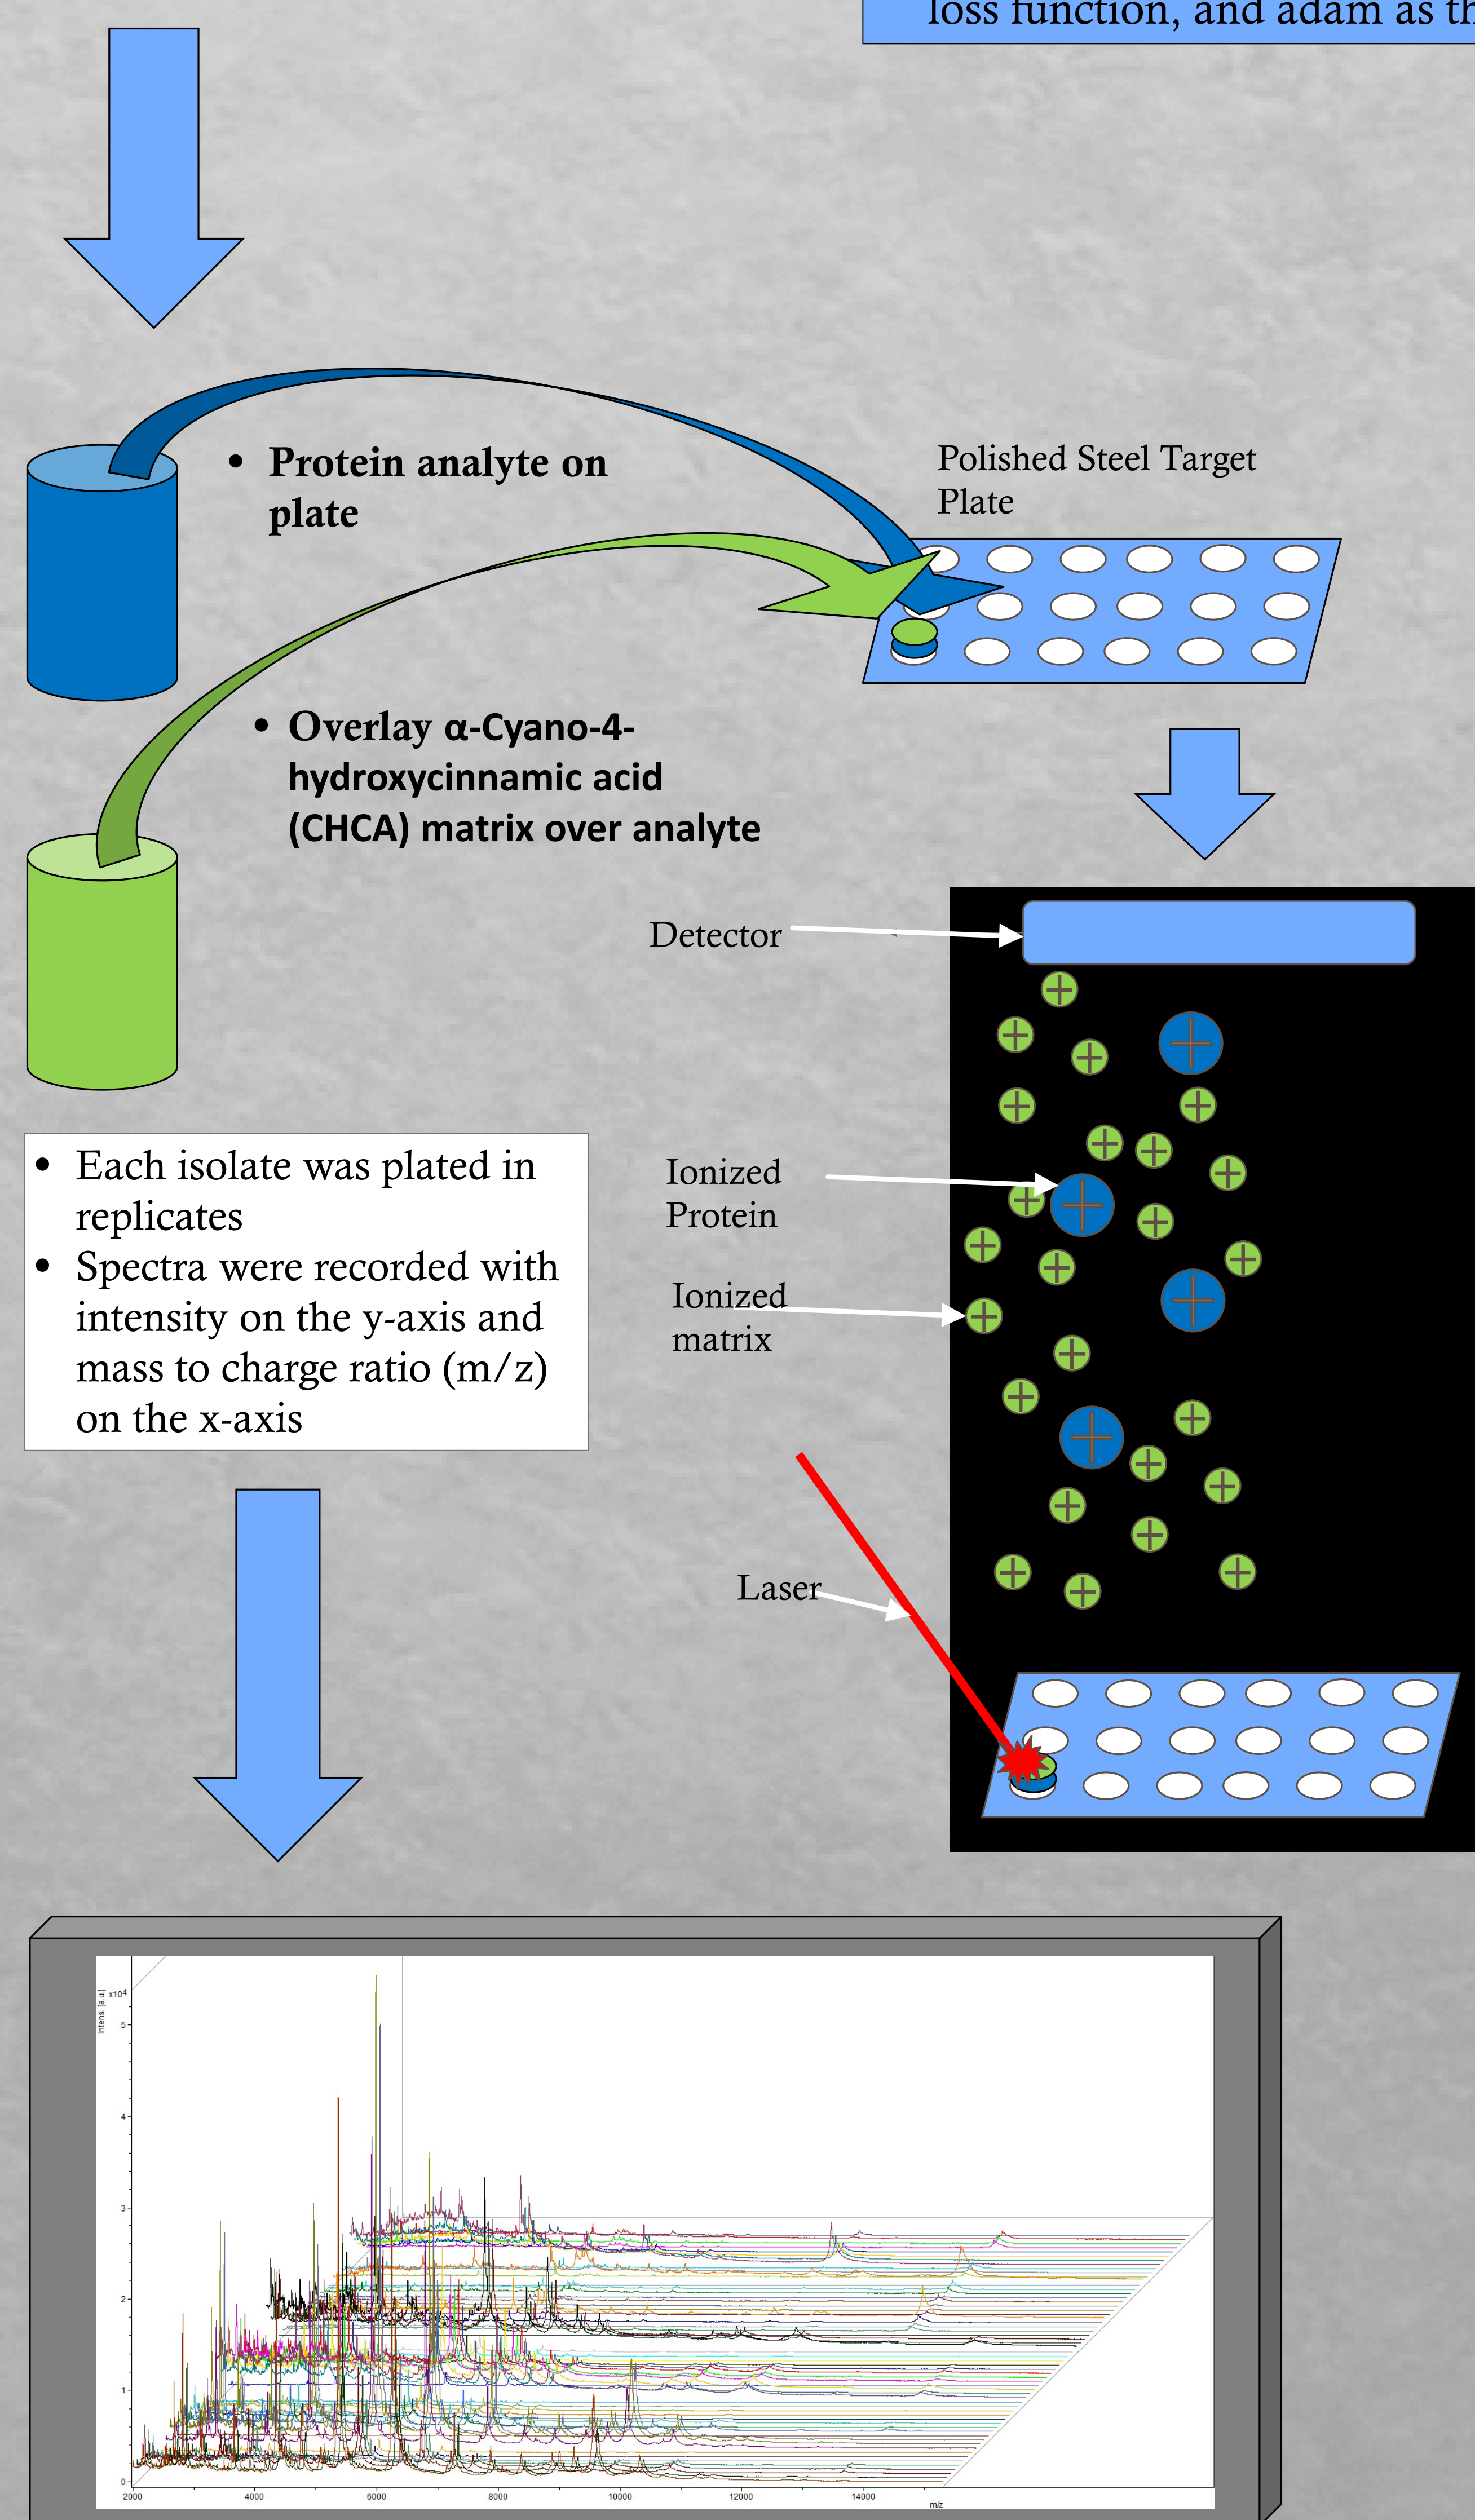 loss function, and adam as th
• Protein analyte on
plate
Polished Steel Target
Plate
• Overlay α-Cyano-4-
hydroxycinnamic acid
(CHCA) matrix over analyte
Detector
• Each isolate was plated in
replicates
• Spectra were recorded with
intensity on the y-axis and
mass to charge ratio (m/z)
on the x-axis
Ionized
Protein
Ionized
matrix
Laser
Intens. [a.u.]
x10⁴
5
4
3
2
1
0
2000 4000 6000 8000 10000 12000 14000
m/z